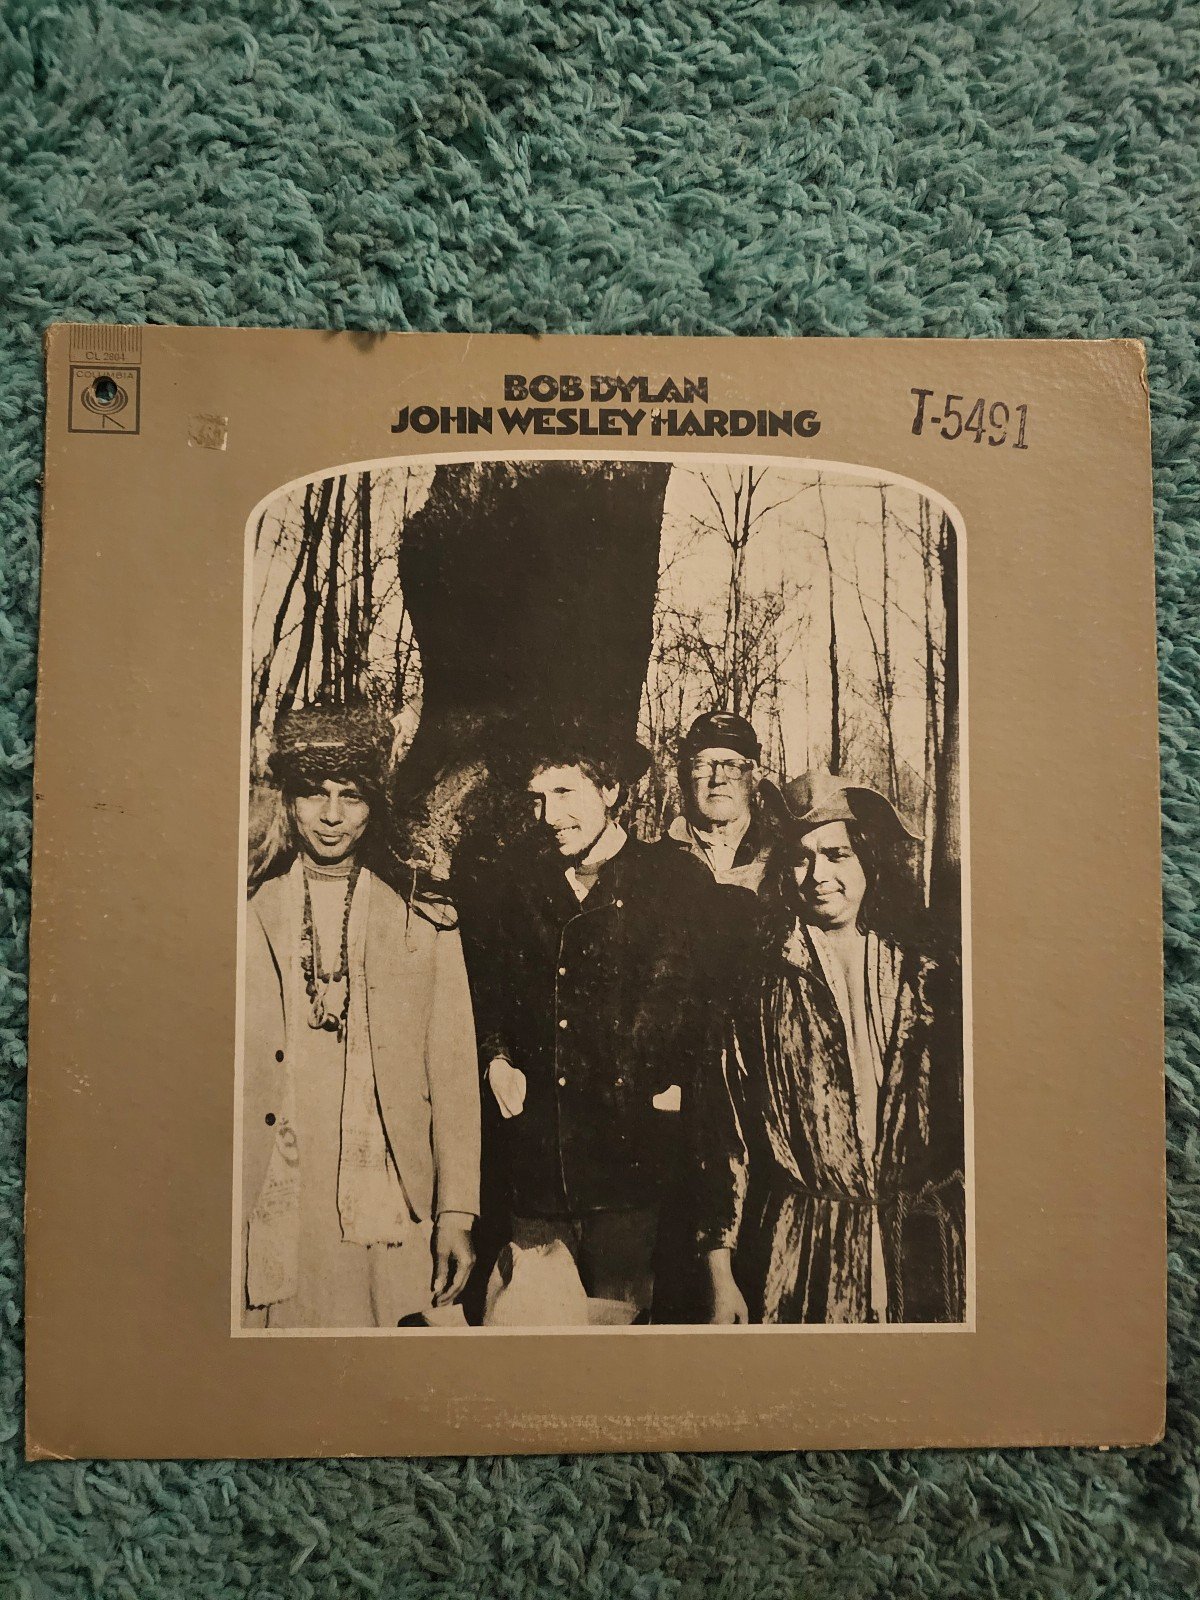 CL 2804
COLUMBIA
BOB DYLAN
JOHN WESLEY HARDING
T-5491